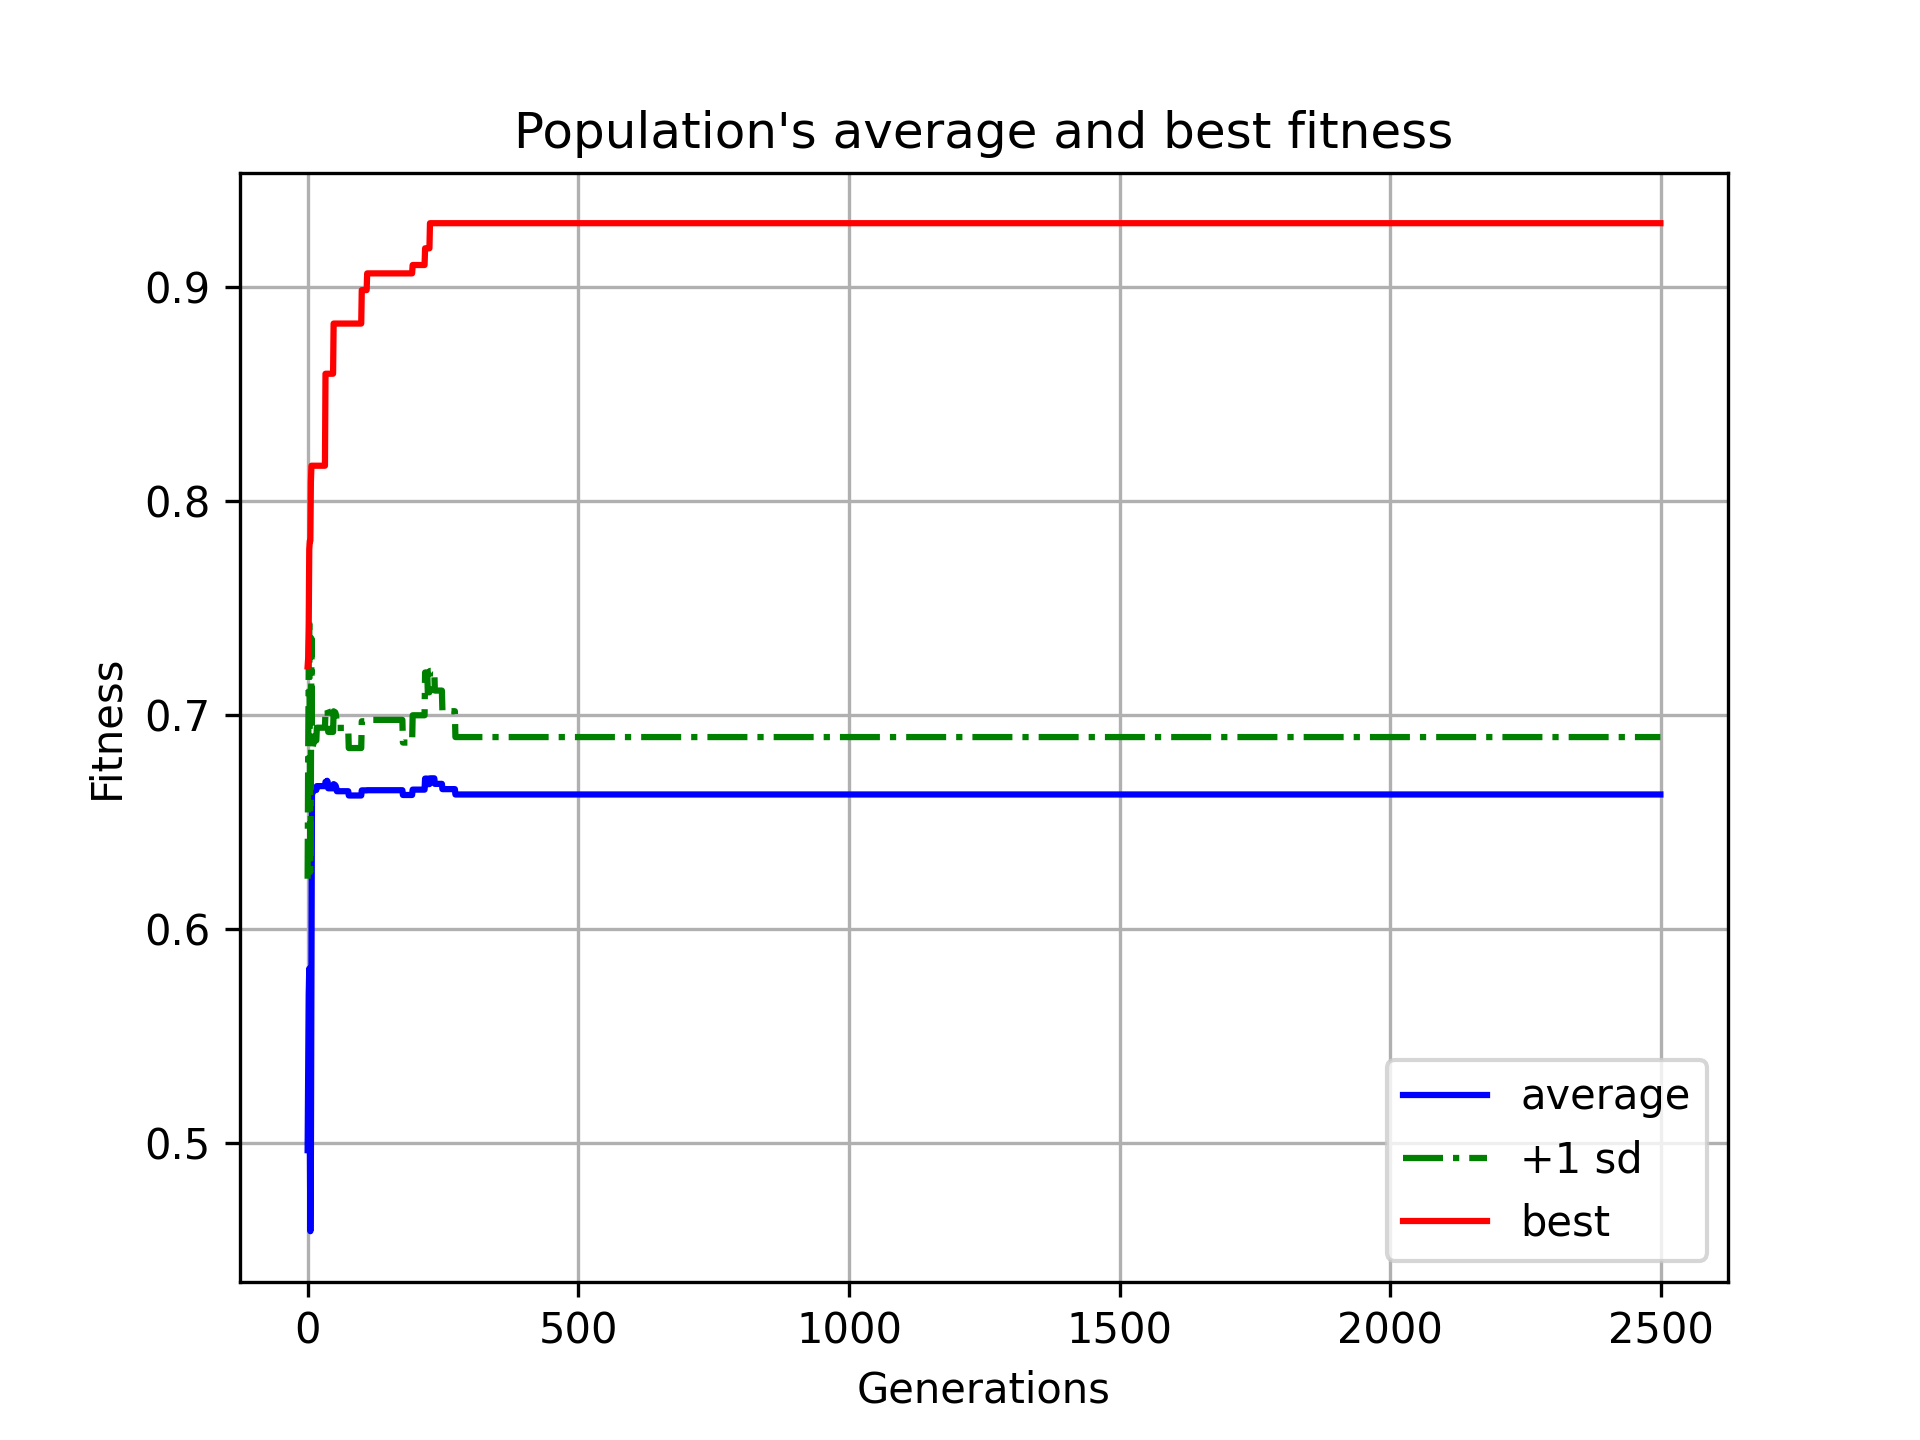 Population's average and best fitness
Fitness
0.9
0.8
0.7
0.6
0.5
0 500 1000 1500 2000 2500
Generations
average
+1 sd
best